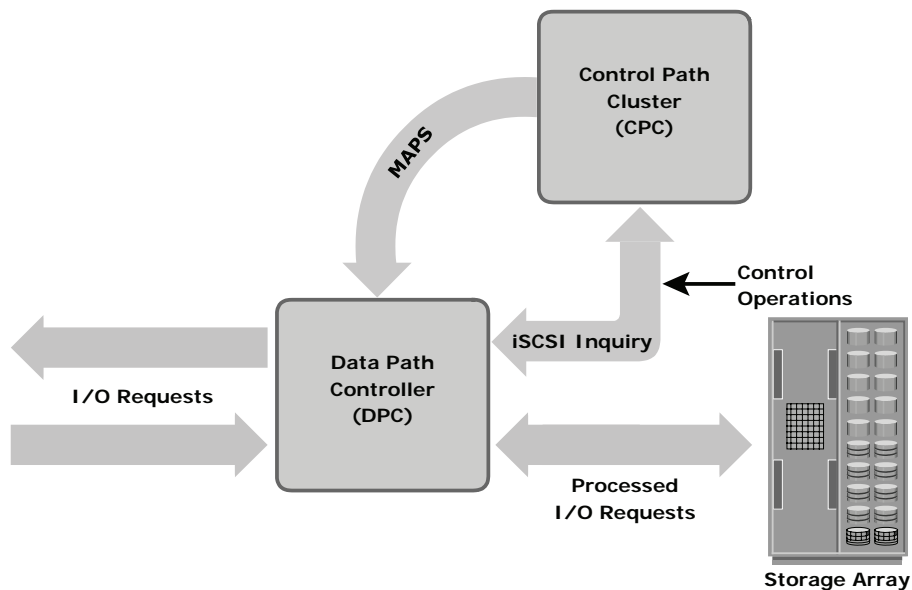 Control Path
Cluster
(CPC)
MAPS
Control
Operations
iSCSI Inquiry
Data Path
Controller
(DPC)
I/O Requests
Processed
I/O Requests
Storage Array